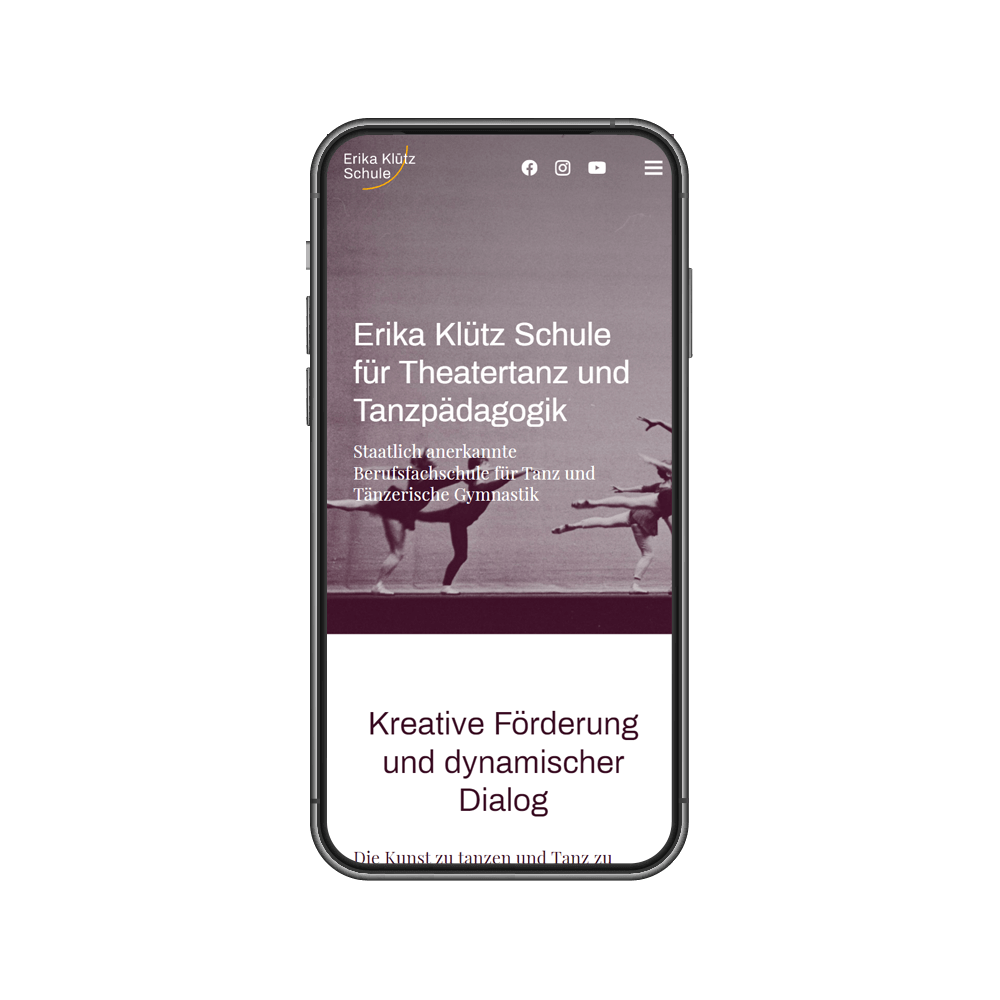 Erika Klütz
Schule
Erika Klütz Schule
für Theatertanz und
Tanzpädagogik
Staatlich anerkannte
Berufsfachschule für Tanz und
Tänzerische Gymnastik
Kreative Förderung
und dynamischer
Dialog
Die Kunst zu tanzen und Tanz zu